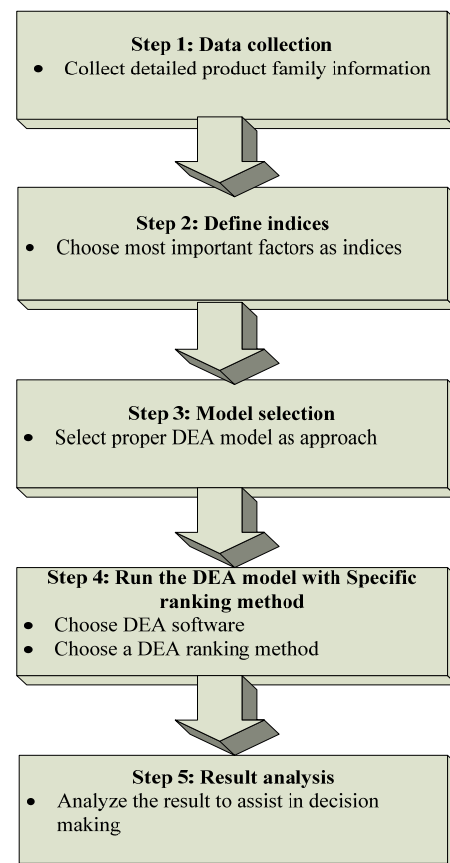 Step 1: Data collection
• Collect detailed product family information
Step 2: Define indices
• Choose most important factors as indices
Step 3: Model selection
• Select proper DEA model as approach
Step 4: Run the DEA model with Specific
ranking method
• Choose DEA software
• Choose a DEA ranking method
Step 5: Result analysis
• Analyze the result to assist in decision
making